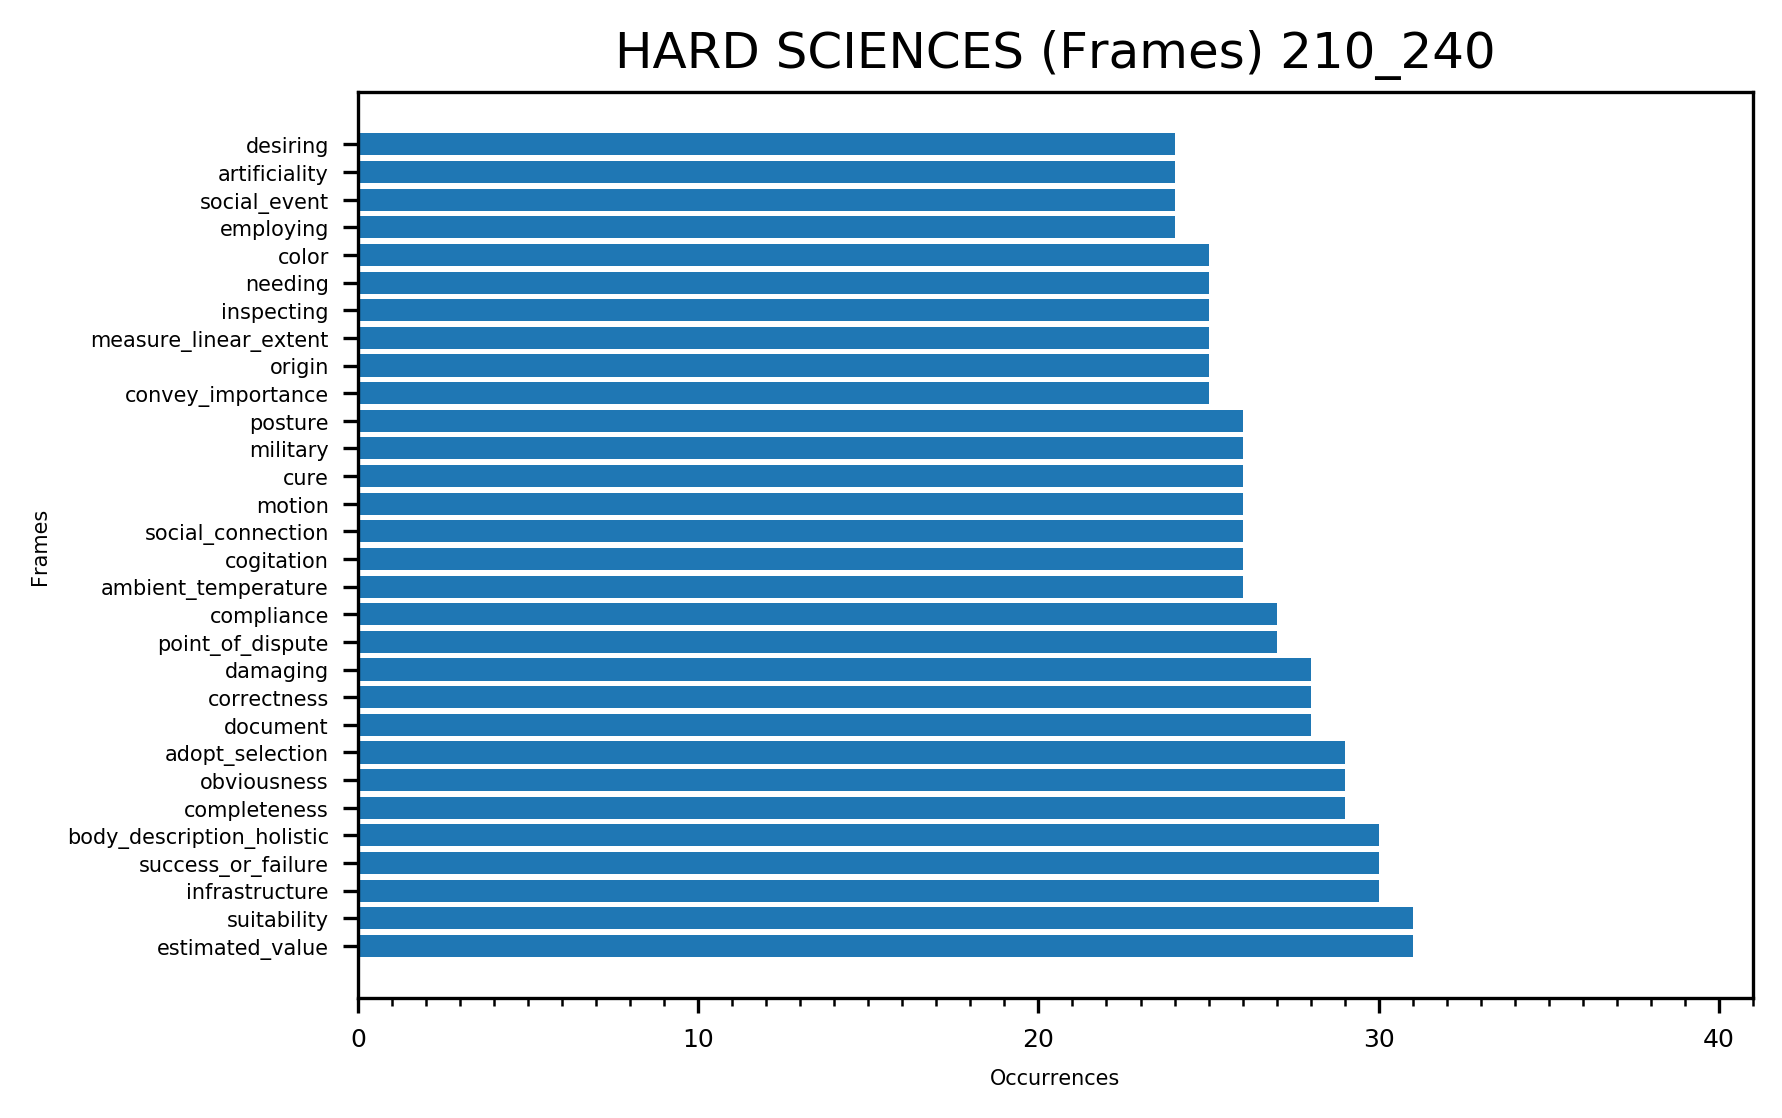 HARD SCIENCES (Frames) 210_240
desiring
artificiality
social_event
employing
color
needing
inspecting
measure_linear_extent
origin
convey_importance
posture
military
cure
motion
social_connection
cogitation
ambient_temperature
compliance
point_of_dispute
damaging
correctness
document
adopt_selection
obviousness
completeness
body_description_holistic
success_or_failure
infrastructure
suitability
estimated_value
Frames
0 10 20 30 40
Occurrences